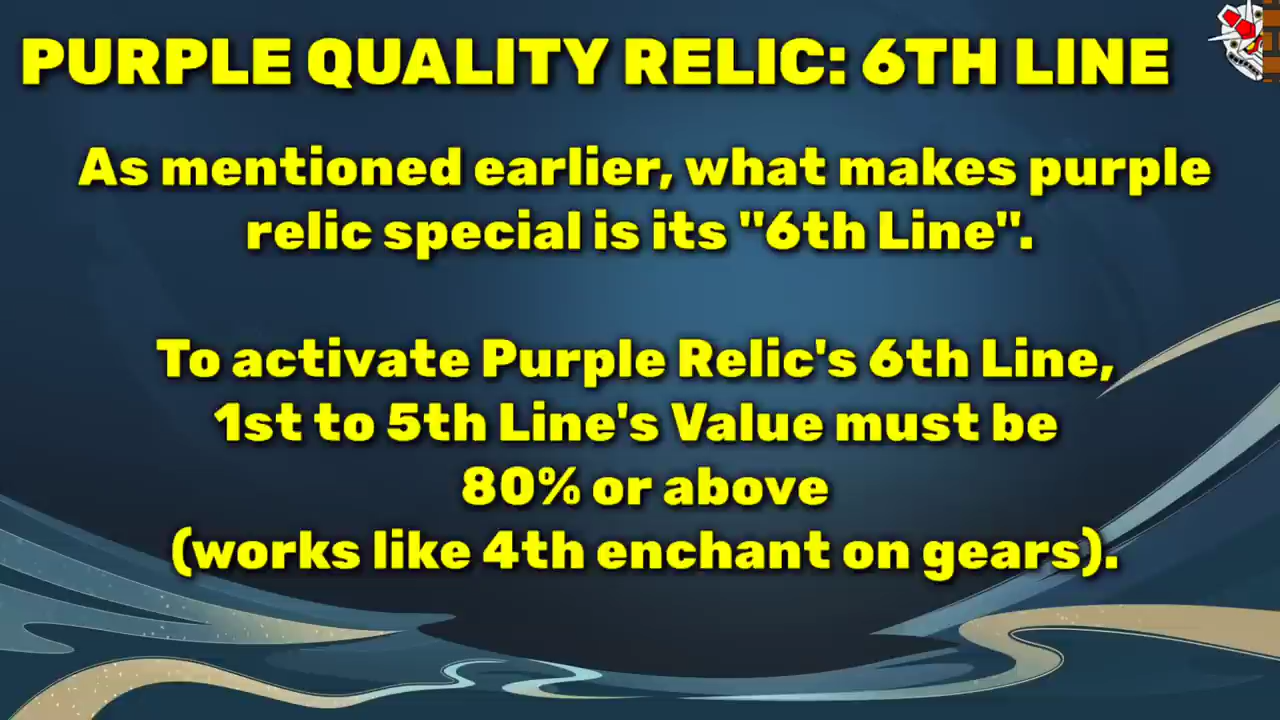 PURPLE QUALITY RELIC: 6TH LINE
As mentioned earlier, what makes purple
relic special is its "6th Line".
To activate Purple Relic's 6th Line,
1st to 5th Line's Value must be
80% or above
(works like 4th enchant on gears).